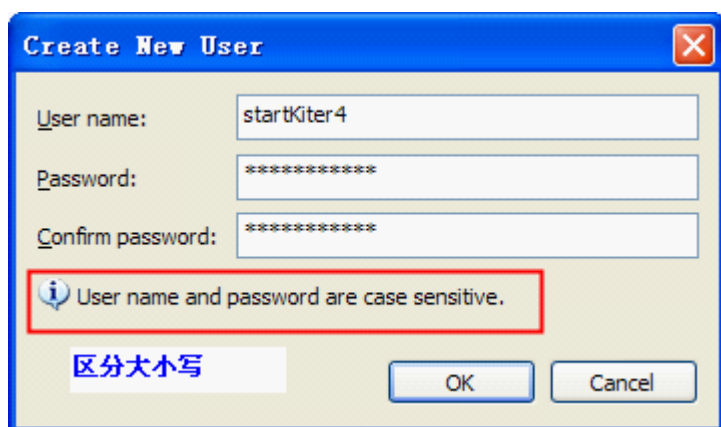 Create New User
User name: startKiter4
Password: ***********
Confirm password: ***********
User name and password are case sensitive.
区分大小写
OK Cancel